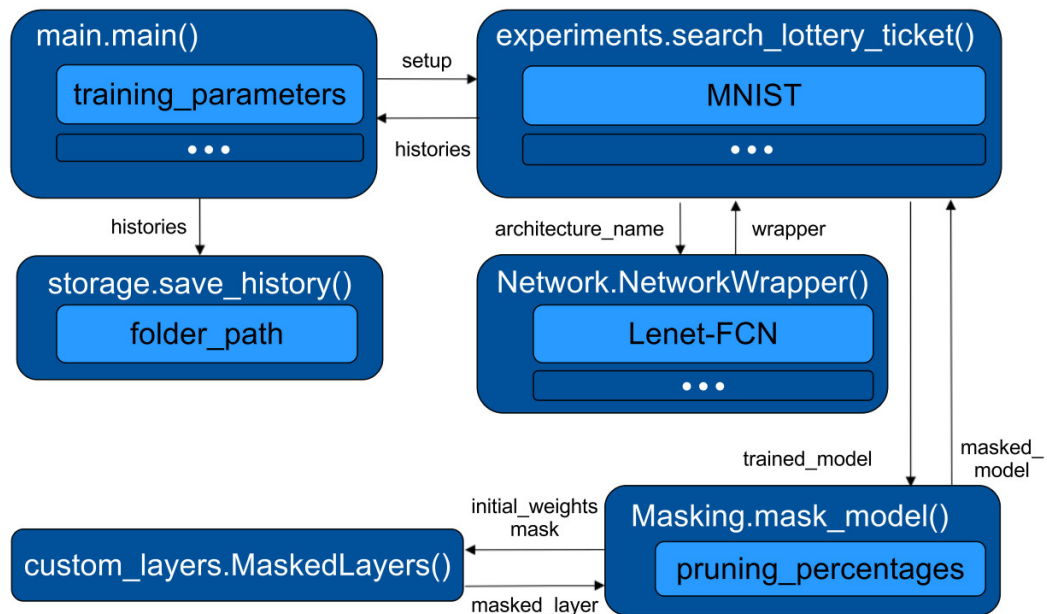 main.main()
training_parameters
•••
setup
histories
experiments.search_lottery_ticket()
MNIST
•••
histories
architecture_name
wrapper
storage.save_history()
folder_path
Network.NetworkWrapper()
Lenet-FCN
•••
trained_model
masked_
model
initial_weights
mask
custom_layers.MaskedLayers()
masked_layer
Masking.mask_model()
pruning_percentages